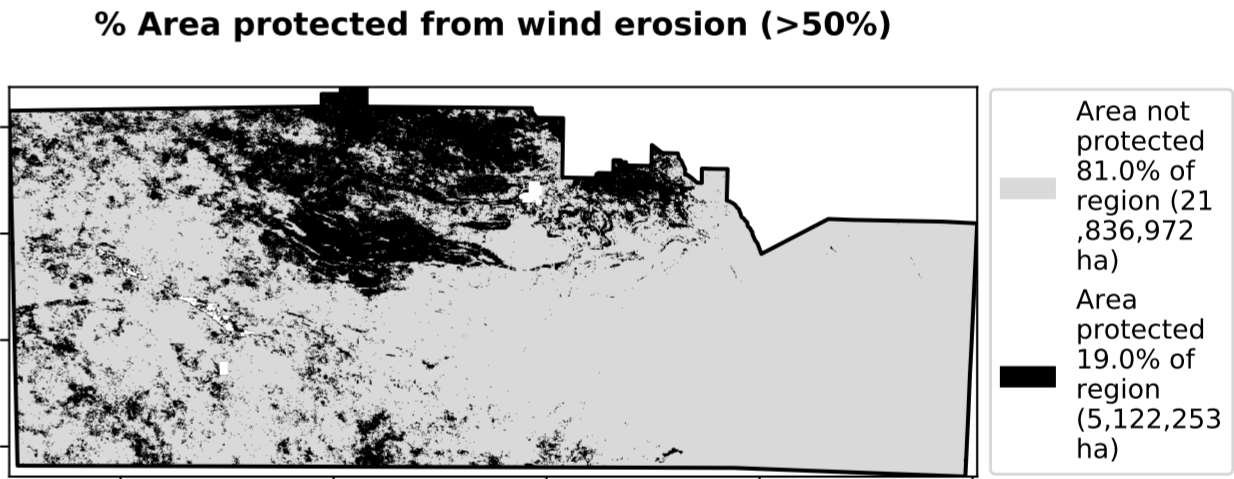 % Area protected from wind erosion (>50%)
Area not
protected
81.0% of
region (21
,836,972
ha)
Area
protected
19.0% of
region
(5,122,253
ha)